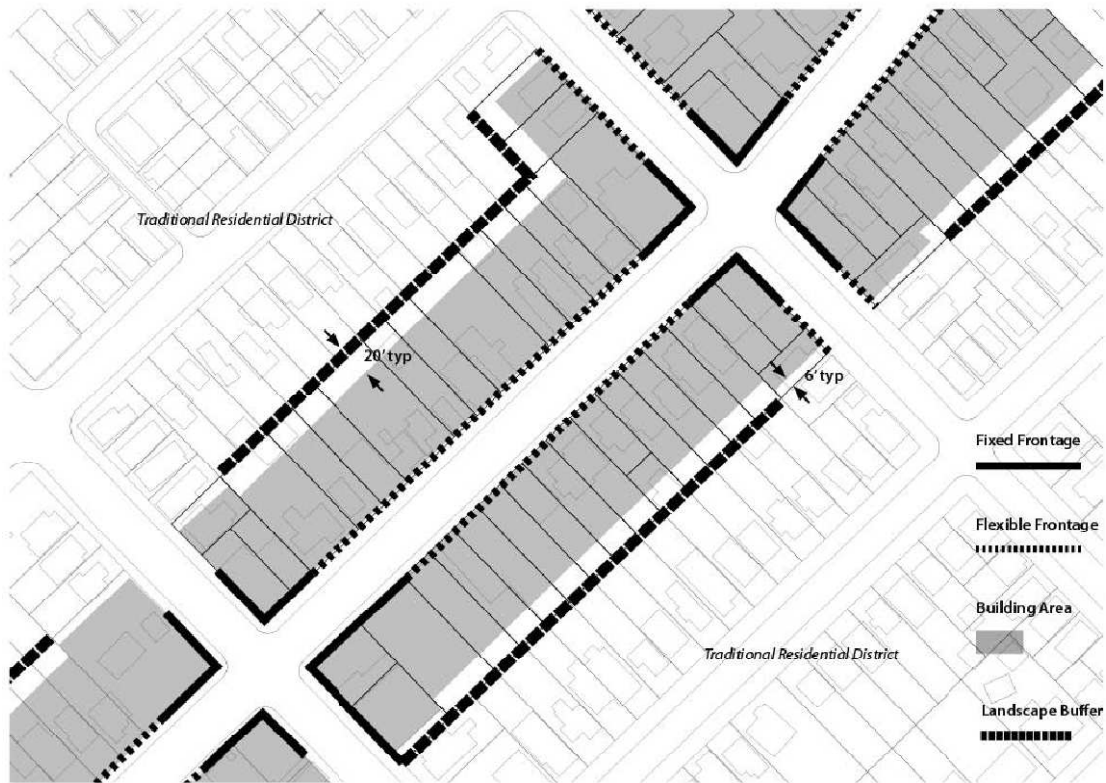 Traditional Residential District
20' typ
6' typ
Fixed Frontage
Flexible Frontage
Building Area
Traditional Residential District
Landscape Buffer